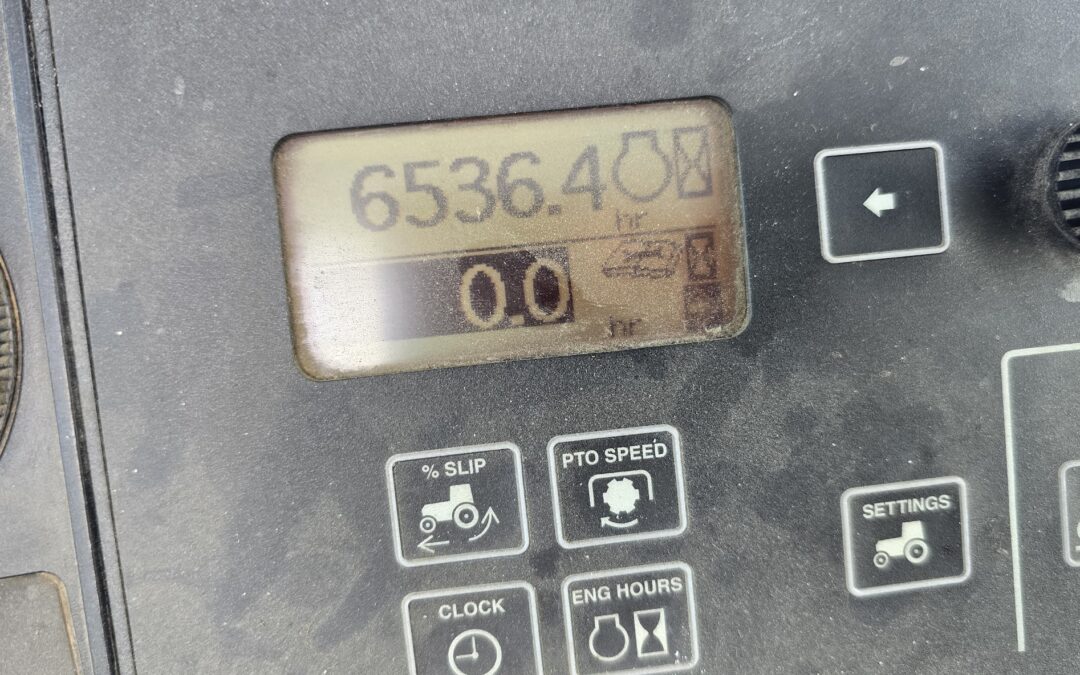 6536.4
hr
0.0
hr
% SLIP
PTO SPEED
SETTINGS
CLOCK
ENG HOURS